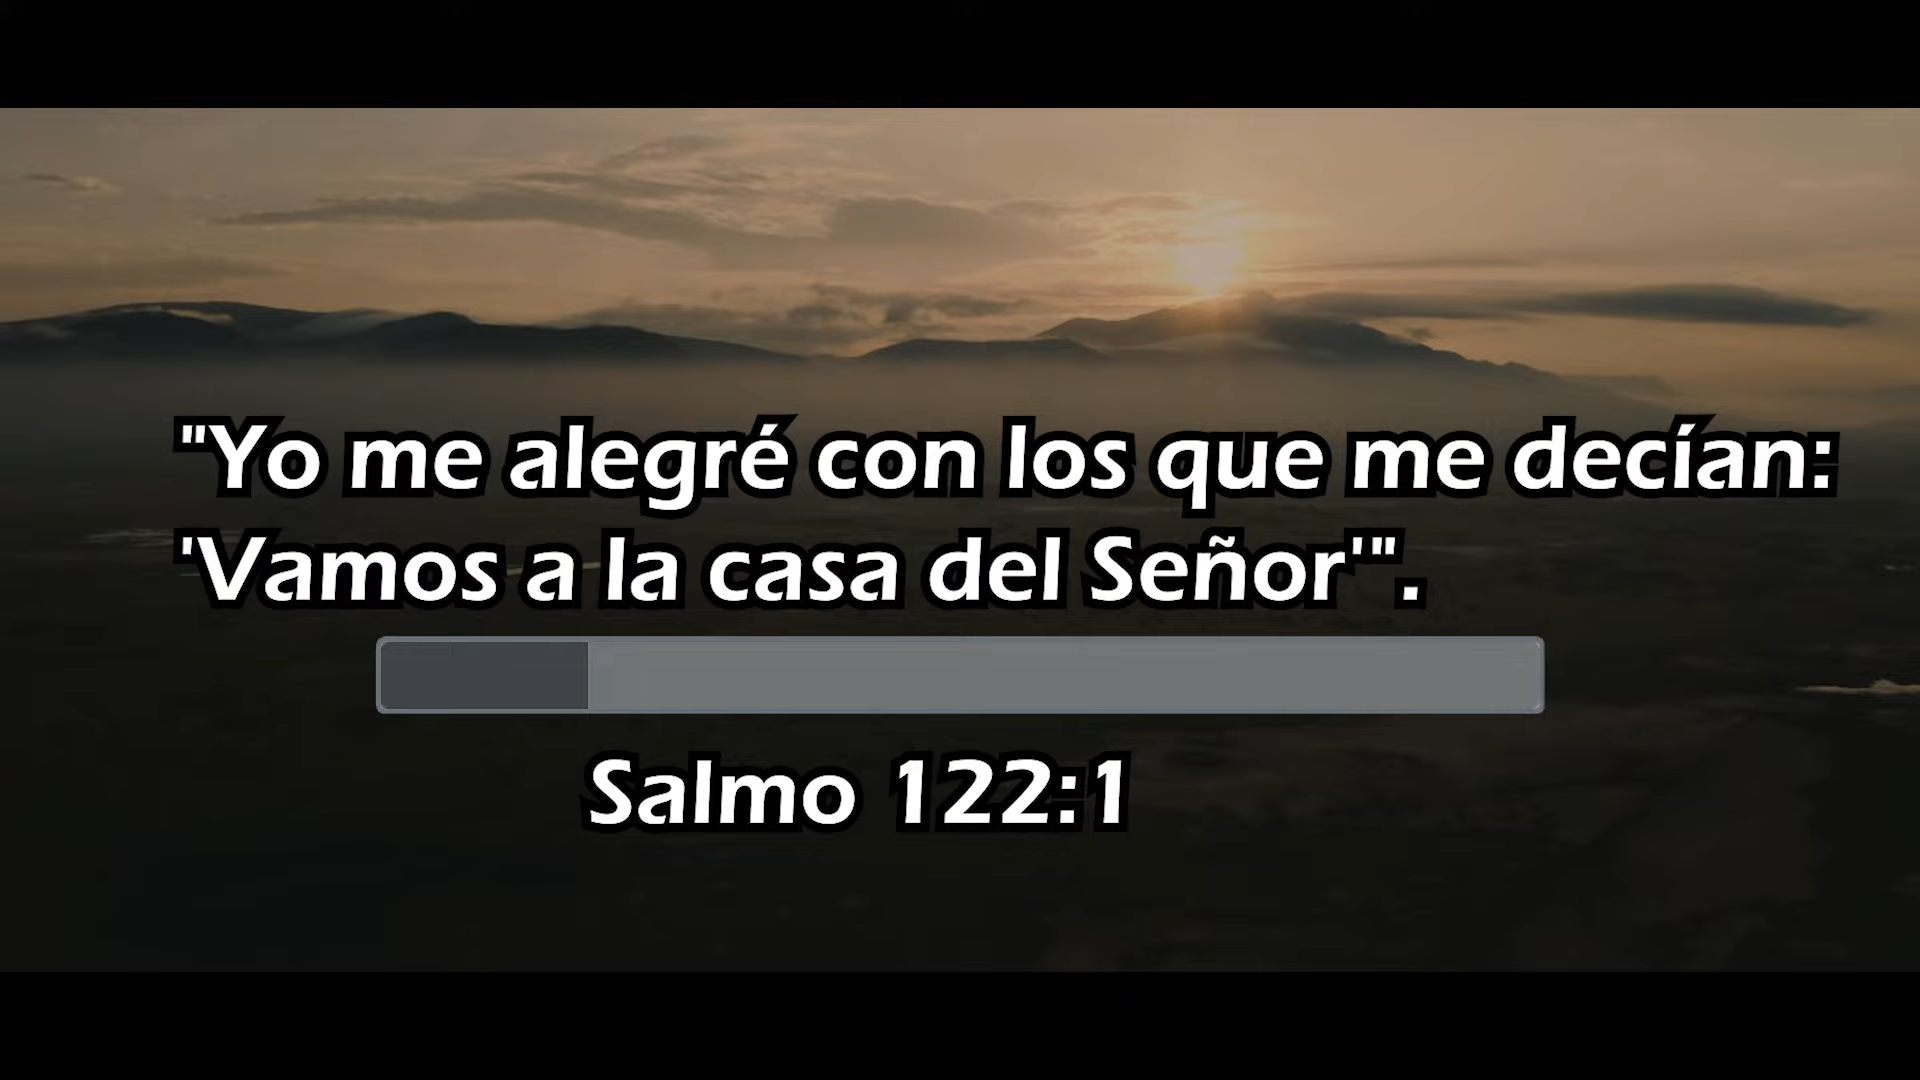 "Yo me alegré con los que me decían:
'Vamos a la casa del Señor'".
Salmo 122:1